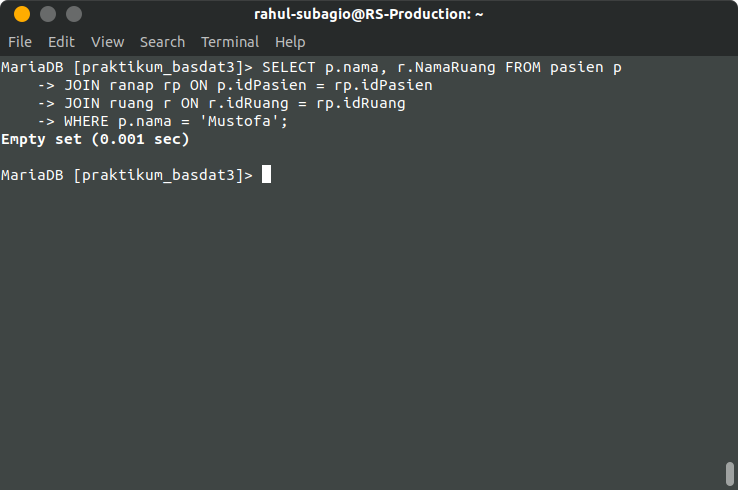 rahul-subagio@RS-Production: ~
File Edit View Search Terminal Help
MariaDB [praktikum_basdat3]> SELECT p.nama, r.NamaRuang FROM pasien p
    -> JOIN ranap rp ON p.idPasien = rp.idPasien
    -> JOIN ruang r ON r.idRuang = rp.idRuang
    -> WHERE p.nama = 'Mustofa';
Empty set (0.001 sec)
MariaDB [praktikum_basdat3]>